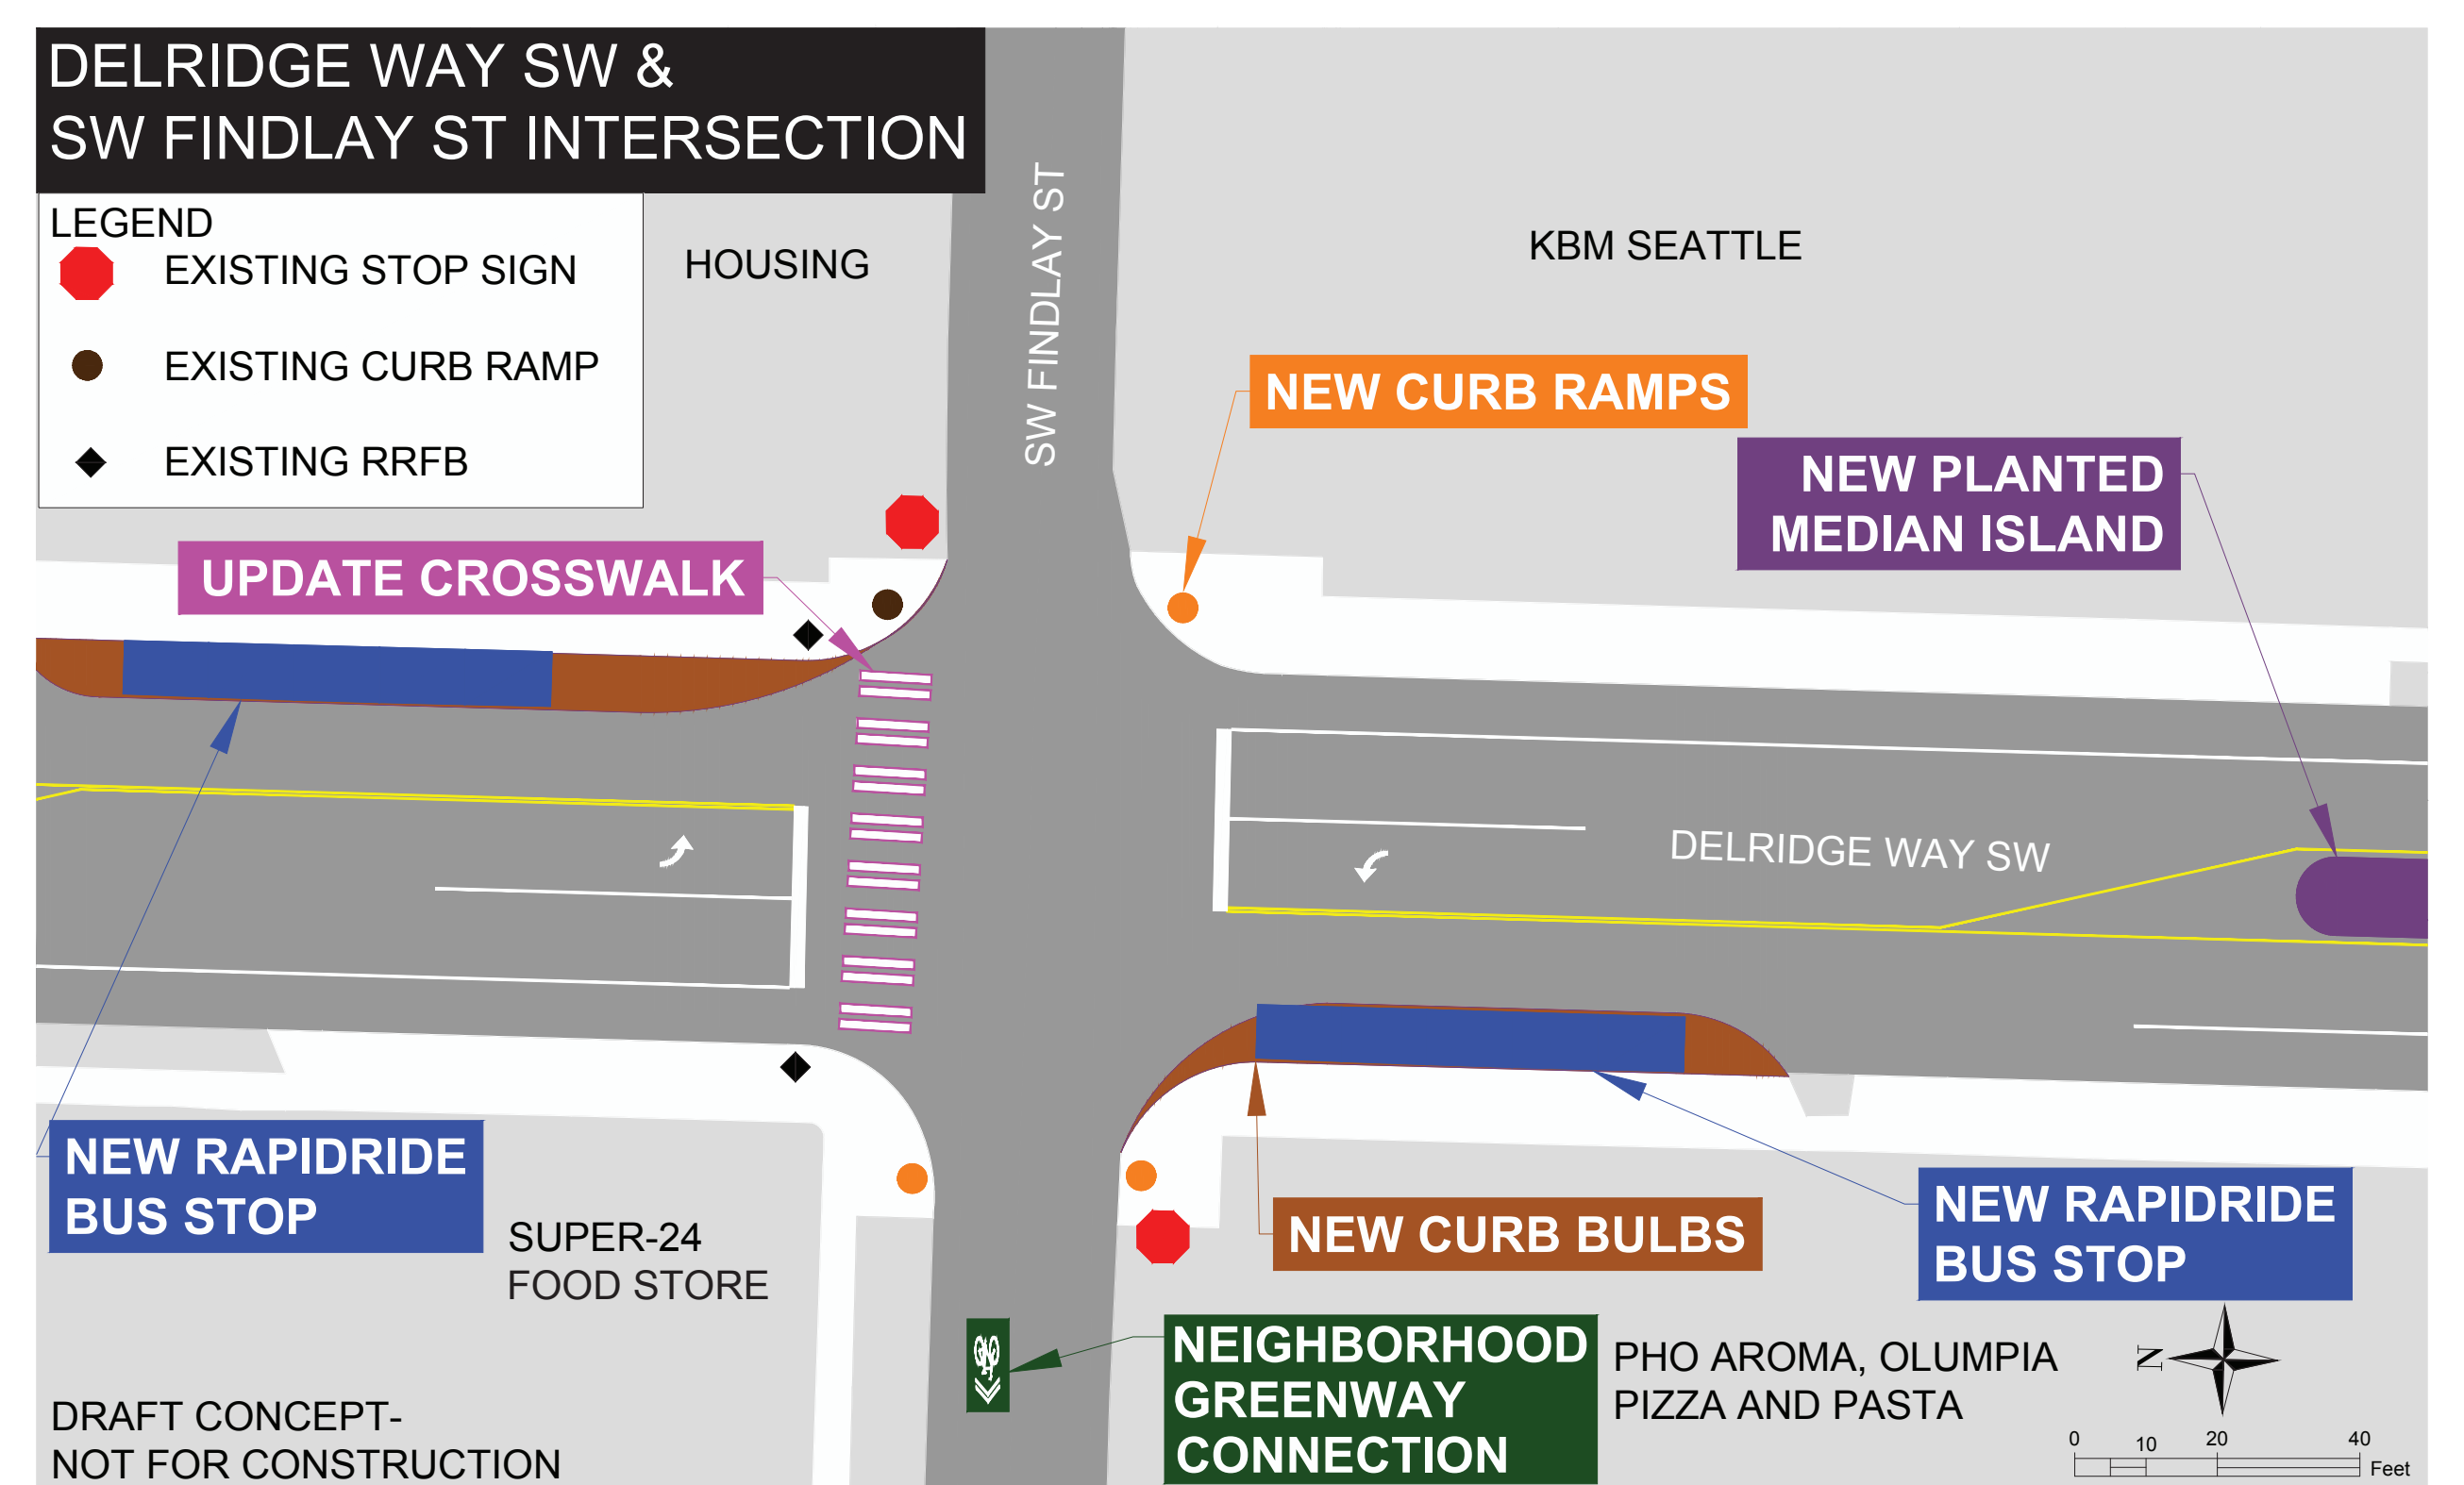 DELRIDGE WAY SW &
SW FINDLAY ST INTERSECTION
LEGEND
EXISTING STOP SIGN
EXISTING CURB RAMP
EXISTING RRFB
HOUSING
SW FINDLAY ST
KBM SEATTLE
NEW CURB RAMPS
NEW PLANTED
MEDIAN ISLAND
UPDATE CROSSWALK
DELRIDGE WAY SW
NEW RAPIDRIDE
BUS STOP
SUPER-24
FOOD STORE
NEW CURB BULBS
NEW RAPIDRIDE
BUS STOP
NEIGHBORHOOD
GREENWAY
CONNECTION
PHO AROMA, OLUMPIA
PIZZA AND PASTA
N
DRAFT CONCEPT-
NOT FOR CONSTRUCTION
0 10 20 40
Feet